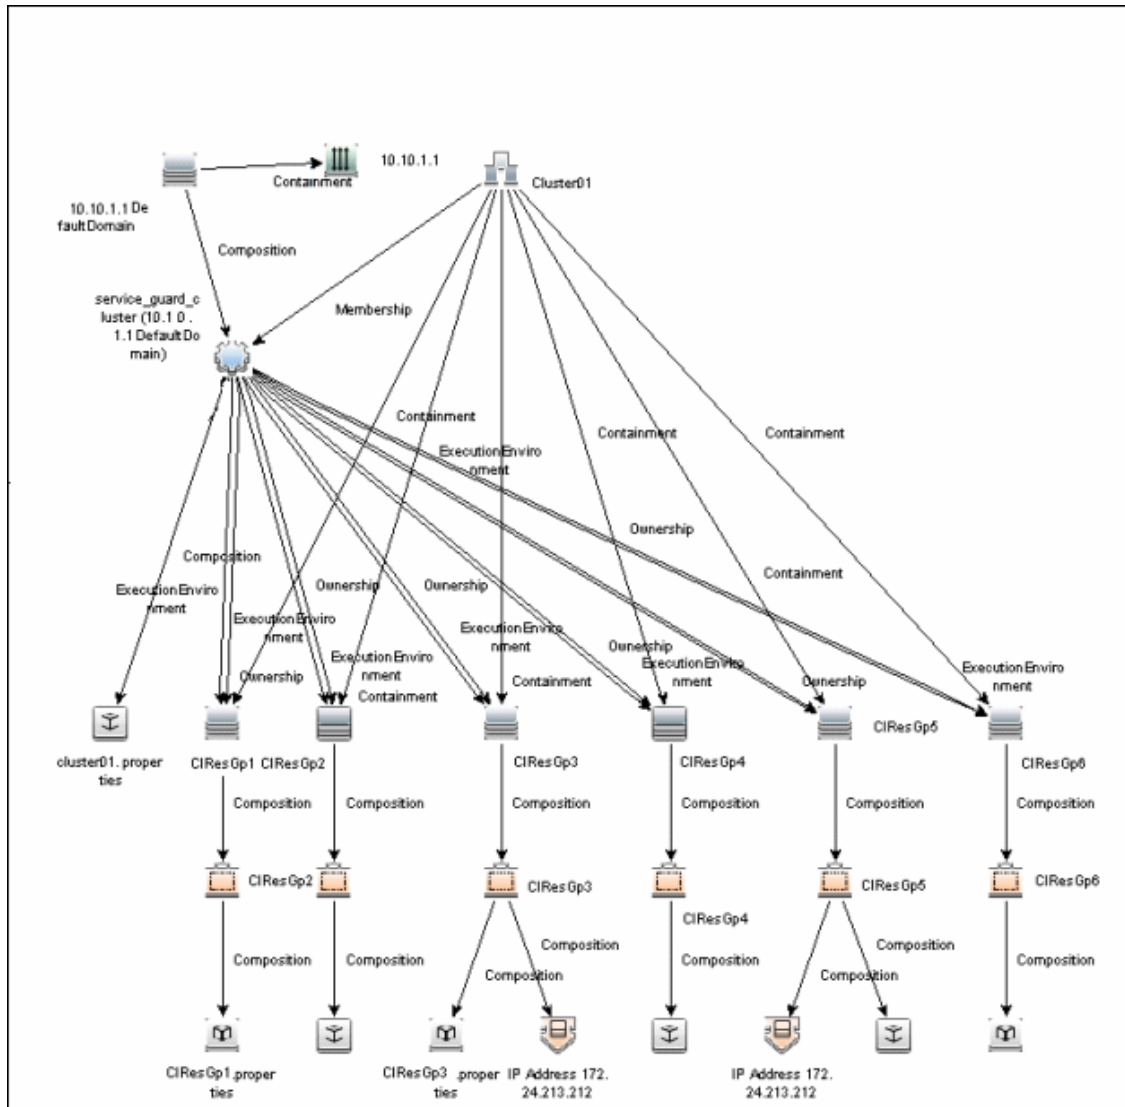 10.10.1.1
Containment
Cluster01
10.10.1.1 De
faultDomain
Composition
service_guard_c
luster (10.1 0 .
1.1 DefaultDo
main)
Membership
Containment
Containment
Containment
ExecutionEnviro
nment
Ownership
Composition
Containment
ExecutionEnviro
nment
Ownership
Ownership
ExecutionEnviro
nment
ExecutionEnviro
nment
Ownership
ExecutionEnviro
nment
ExecutionEnviro
nment
ExecutionEnviro
nment
Ownership
Containment
Containment
Ownership
cluster01.proper
ties
ClResGp1
ClResGp2
ClResGp3
ClResGp4
ClResGp5
ClResGp6
Composition
Composition
Composition
Composition
Composition
Composition
ClResGp2
ClResGp3
ClResGp4
ClResGp5
ClResGp6
Composition
Composition
Composition
Composition
Composition
Composition
Composition
Composition
ClResGp1.proper
ties
ClResGp3 .proper
ties
IP Address 172.
24.213.212
IP Address 172.
24.213.212